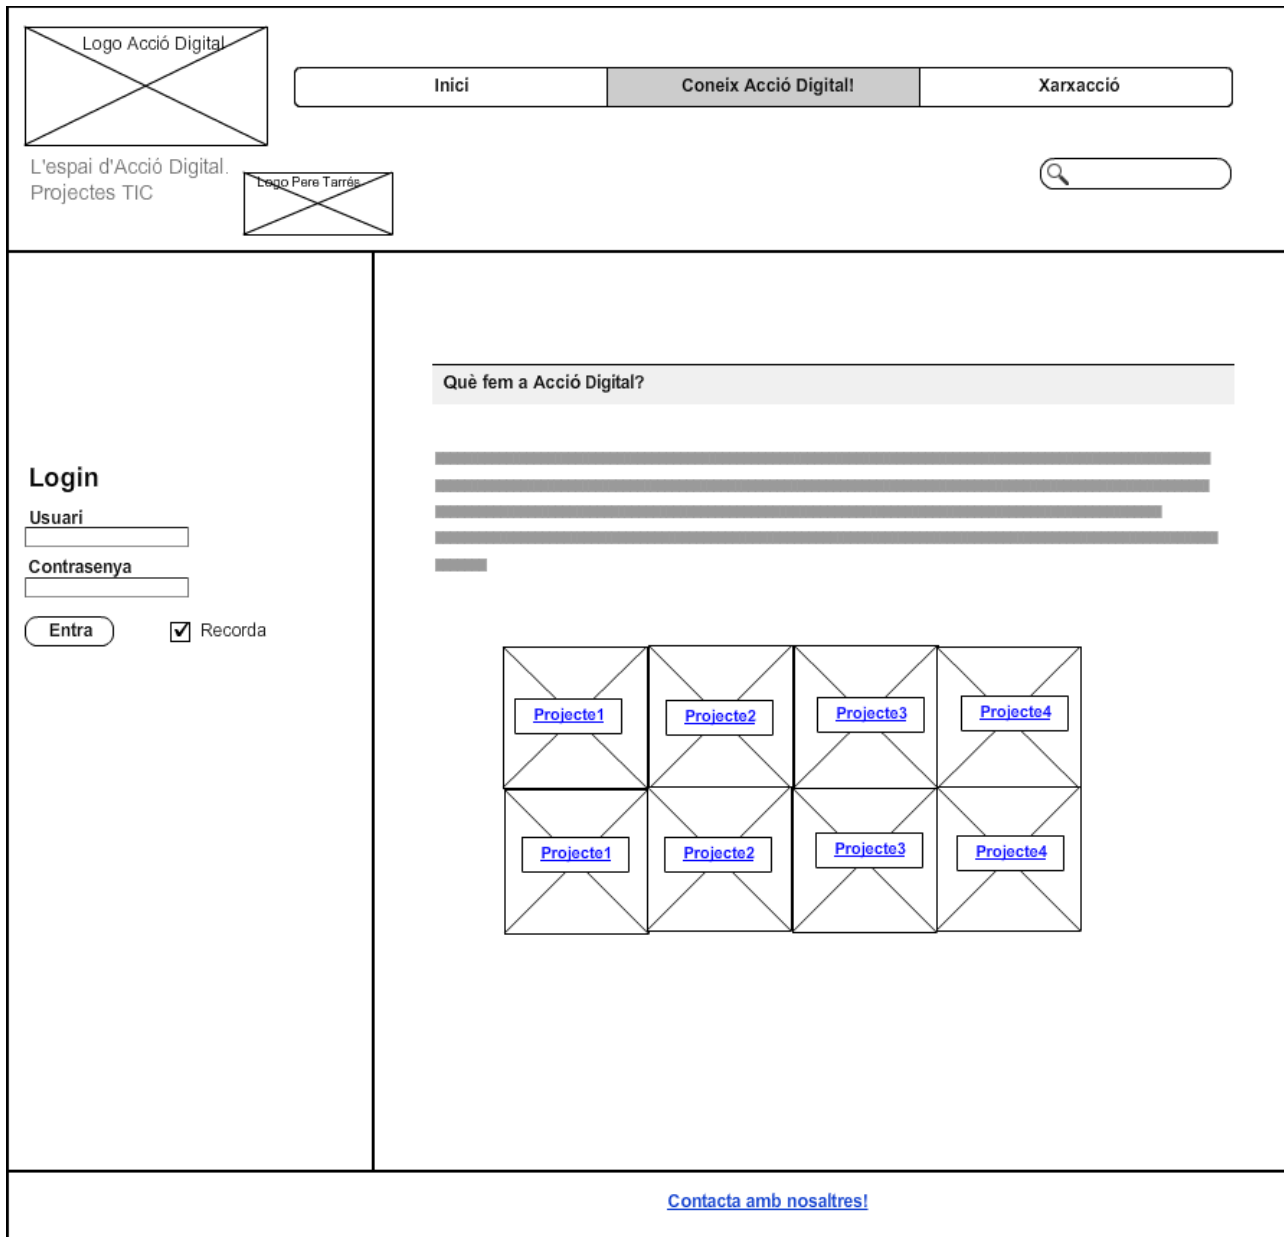 Logo Acció Digital
Inici
Coneix Acció Digital!
Xarxacció
L'espai d'Acció Digital.
Projectes TIC
Logo Pere Tarrés
Què fem a Acció Digital?
Login
Usuari
Contrasenya
Entra
Recorda
Projecte1
Projecte2
Projecte3
Projecte4
Projecte1
Projecte2
Projecte3
Projecte4
Contacta amb nosaltres!